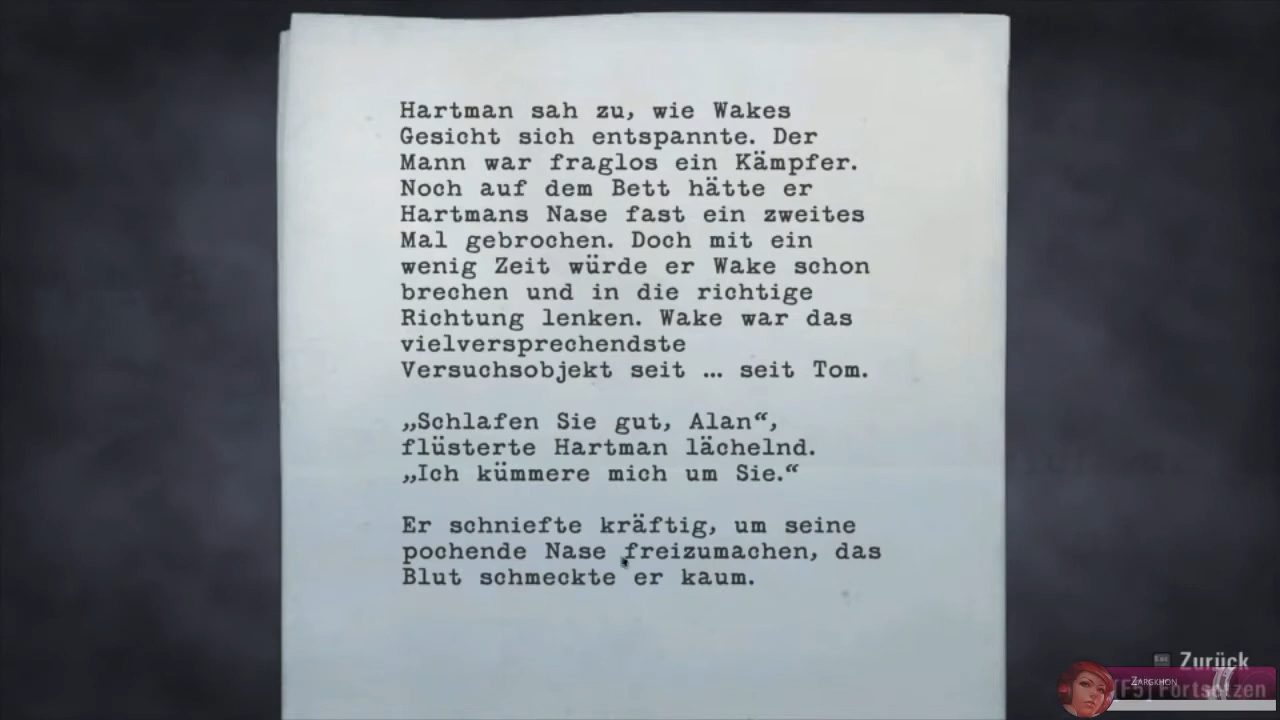 Hartman sah zu, wie Wakes
Gesicht sich entspannte. Der
Mann war fraglos ein Kämpfer.
Noch auf dem Bett hätte er
Hartmans Nase fast ein zweites
Mal gebrochen. Doch mit ein
wenig Zeit würde er Wake schon
brechen und in die richtige
Richtung lenken. Wake war das
vielversprechendste
Versuchsobjekt seit … seit Tom.
„Schlafen Sie gut, Alan“,
flüsterte Hartman lächelnd.
„Ich kümmere mich um Sie.“
Er schniefte kräftig, um seine
pochende Nase freizumachen, das
Blut schmeckte er kaum.
Esc Zurück
Zargkhon
[F5] Fortsetzen